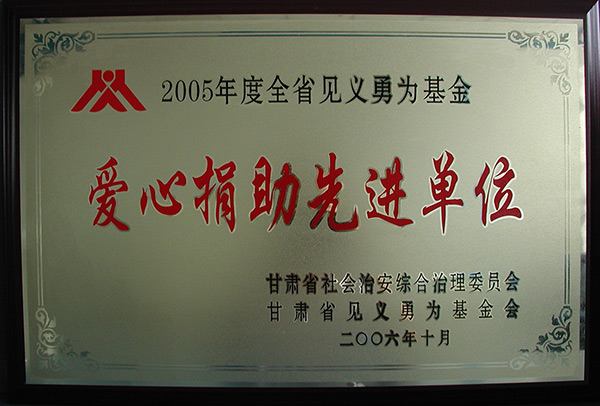 2005年度全省见义勇为基金
爱心捐助先进单位
甘肃省社会治安综合治理委员会
甘肃省见义勇为基金会
二〇〇六年十月